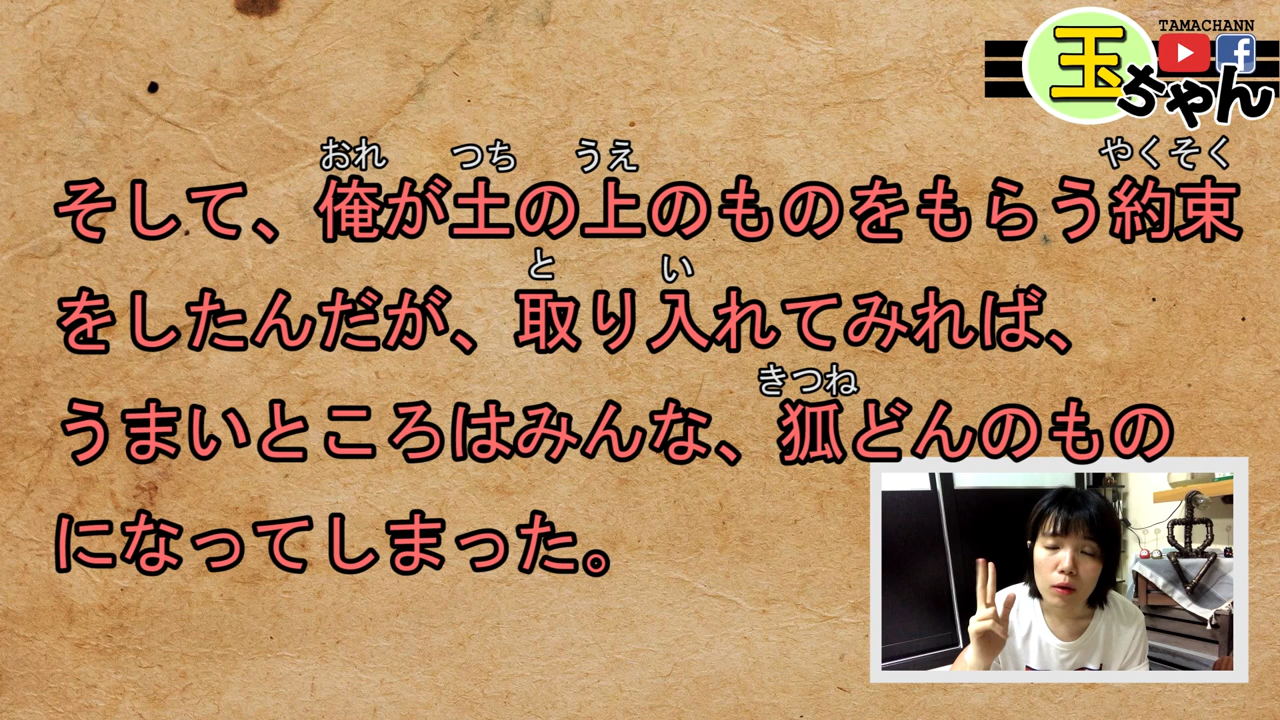 TAMACHANN
玉ちゃん
おれ つち うえ やくそく
そして、俺が土の上のものをもらう約束
と い
をしたんだが、取り入れてみれば、
きつね
うまいところはみんな、狐どんのもの
になってしまった。